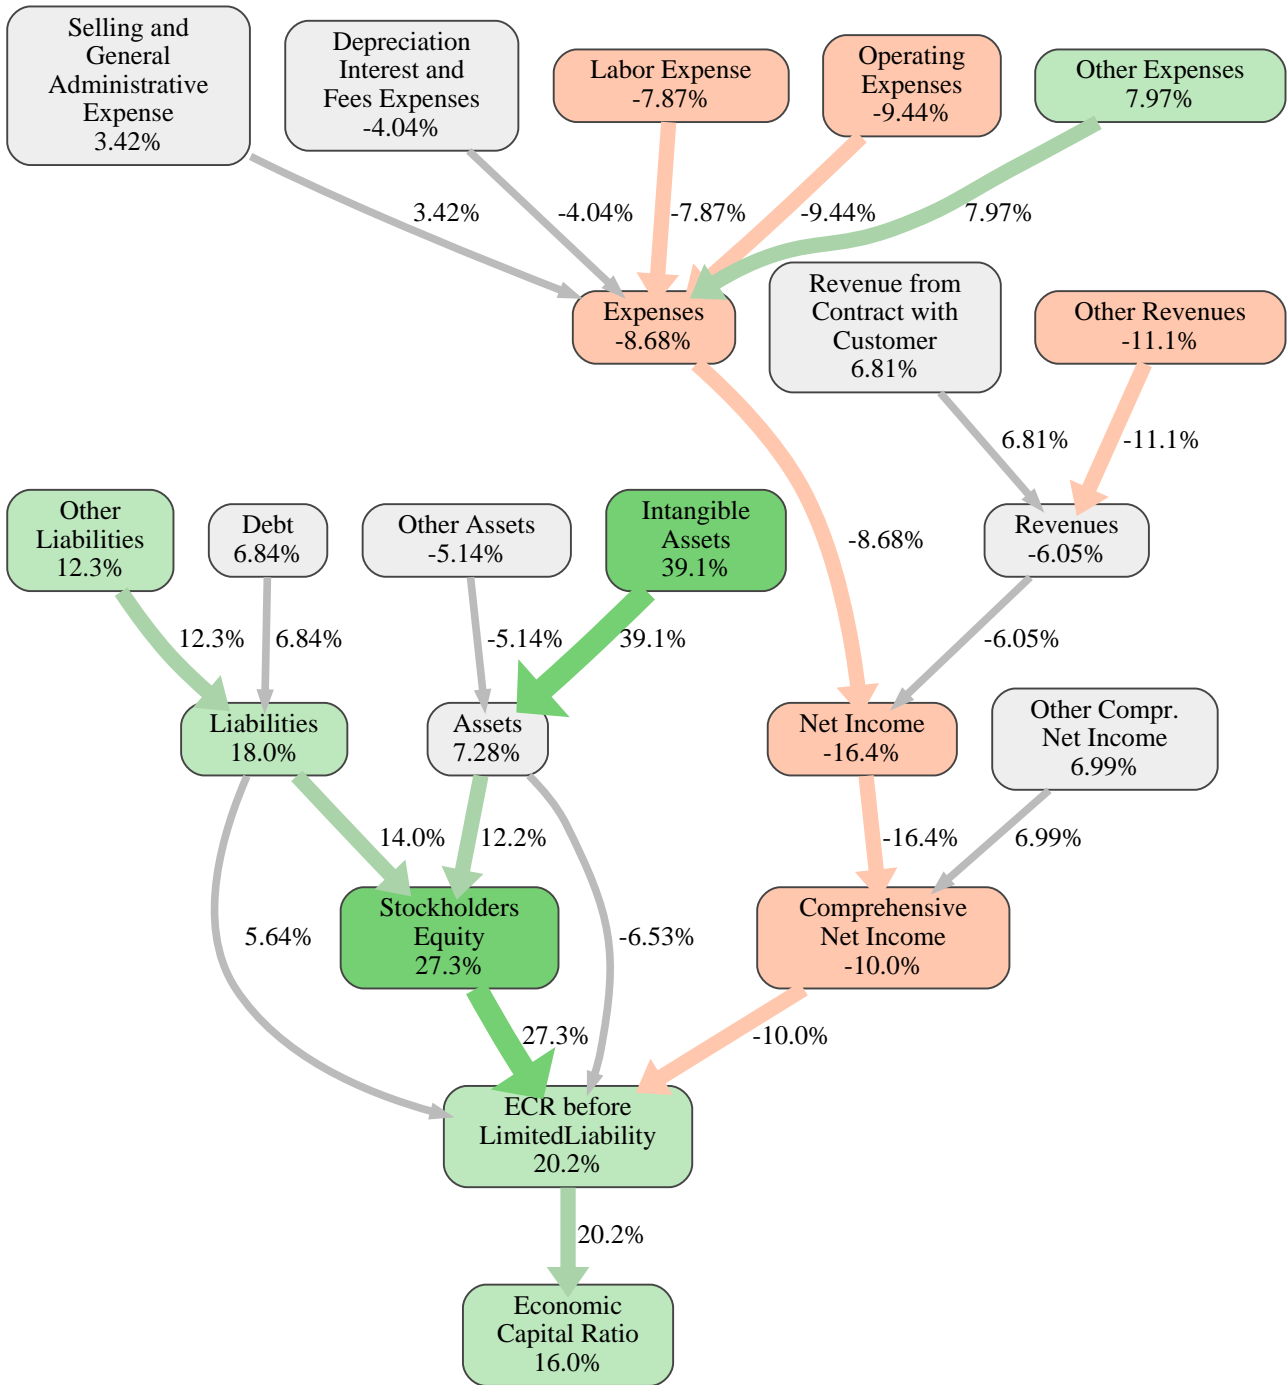 Selling and
General
Administrative
Expense
3.42%
Depreciation
Interest and
Fees Expenses
-4.04%
Labor Expense
-7.87%
Operating
Expenses
-9.44%
Other Expenses
7.97%
3.42%
-4.04%
-7.87%
-9.44%
7.97%
Expenses
-8.68%
Revenue from
Contract with
Customer
6.81%
Other Revenues
-11.1%
6.81%
-11.1%
Other
Liabilities
12.3%
Debt
6.84%
Other Assets
-5.14%
Intangible
Assets
39.1%
-8.68%
Revenues
-6.05%
12.3%
6.84%
-5.14%
39.1%
-6.05%
Liabilities
18.0%
Assets
7.28%
Net Income
-16.4%
Other Compr.
Net Income
6.99%
14.0%
12.2%
-16.4%
6.99%
5.64%
Stockholders
Equity
27.3%
-6.53%
Comprehensive
Net Income
-10.0%
27.3%
-10.0%
ECR before
LimitedLiability
20.2%
20.2%
Economic
Capital Ratio
16.0%